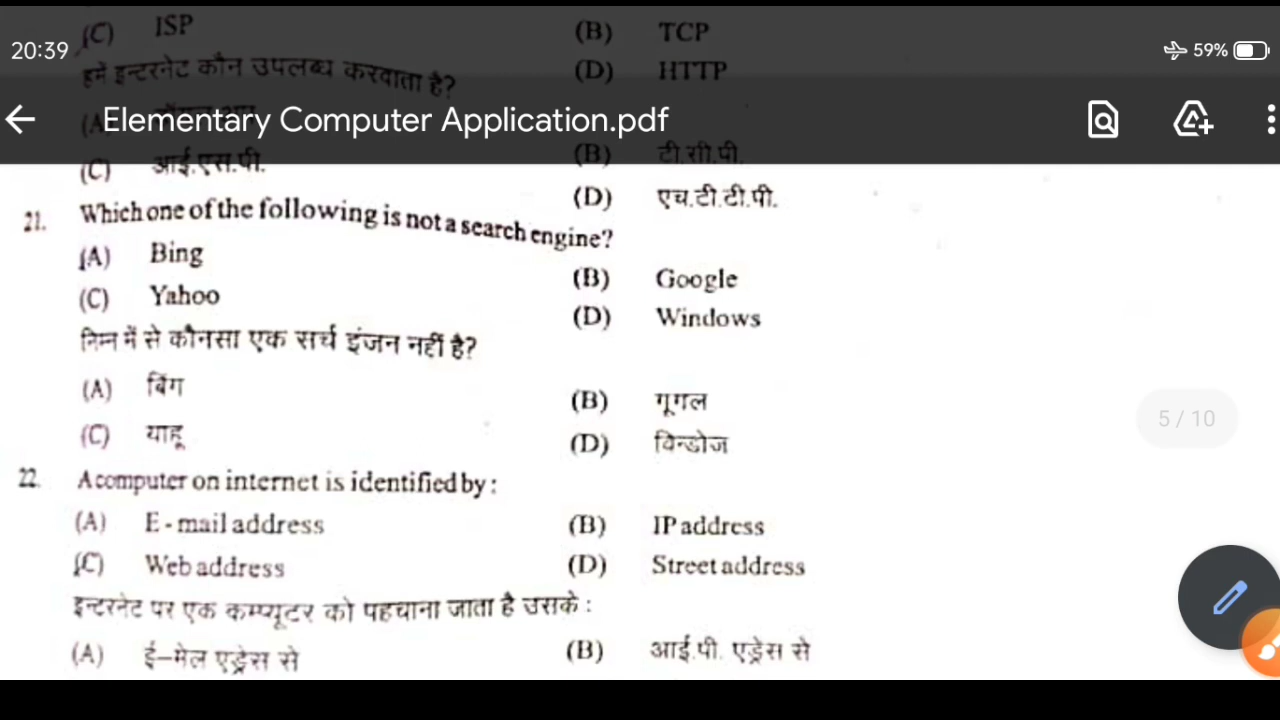 (C) ISP (B) TCP
20:39 59%
हमें इन्टरनेट कौन उपलब्ध करवाता है? (D) HTTP
Elementary Computer Application.pdf
(C) आई.एस.पी. (B) टी.सी.पी.
(D) एच.टी.टी.पी.
21. Which one of the following is not a search engine?
(A) Bing (B) Google
(C) Yahoo (D) Windows
निम्न में से कौनसा एक सर्च इंजन नहीं है?
(A) बिंग (B) गूगल
(C) याहू (D) विन्डोज
5 / 10
22. A computer on internet is identified by :
(A) E - mail address (B) IP address
(C) Web address (D) Street address
इन्टरनेट पर एक कम्प्यूटर को पहचाना जाता है उसके :
(A) ई–मेल एड्रेस से (B) आई.पी. एड्रेस से